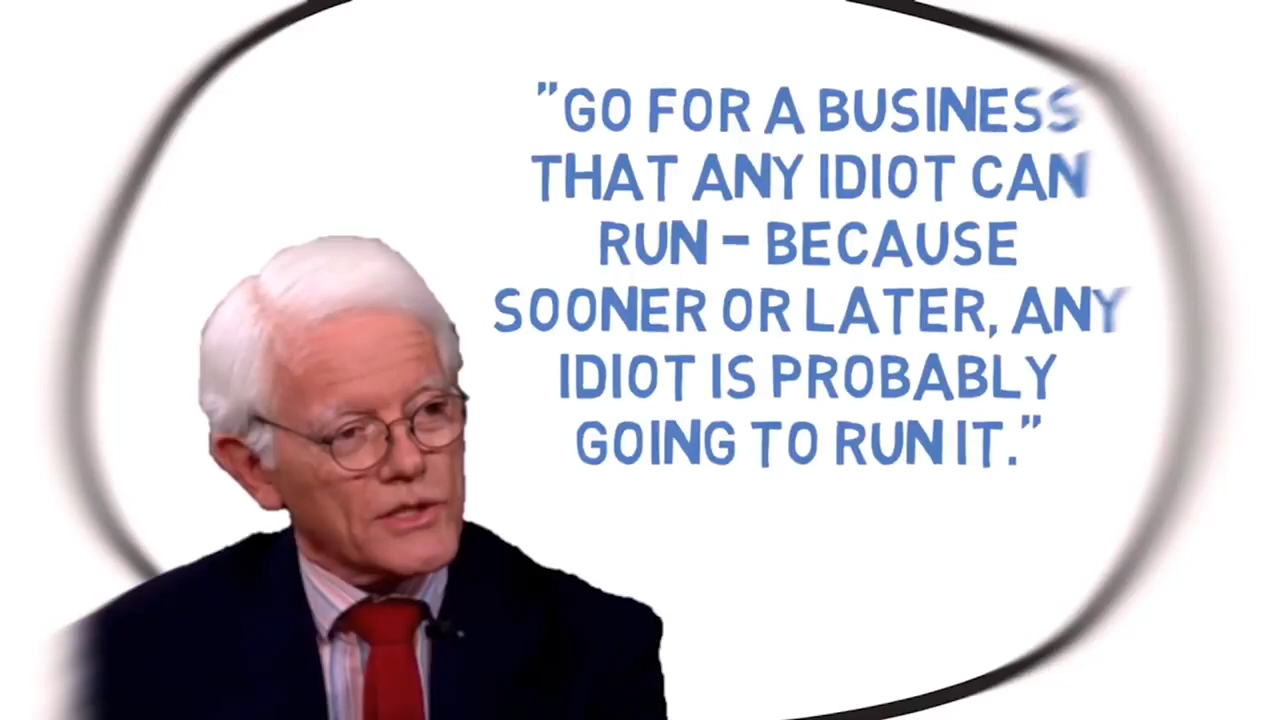 "GO FOR A BUSINESS
THAT ANY IDIOT CAN
RUN – BECAUSE
SOONER OR LATER, ANY
IDIOT IS PROBABLY
GOING TO RUN IT."